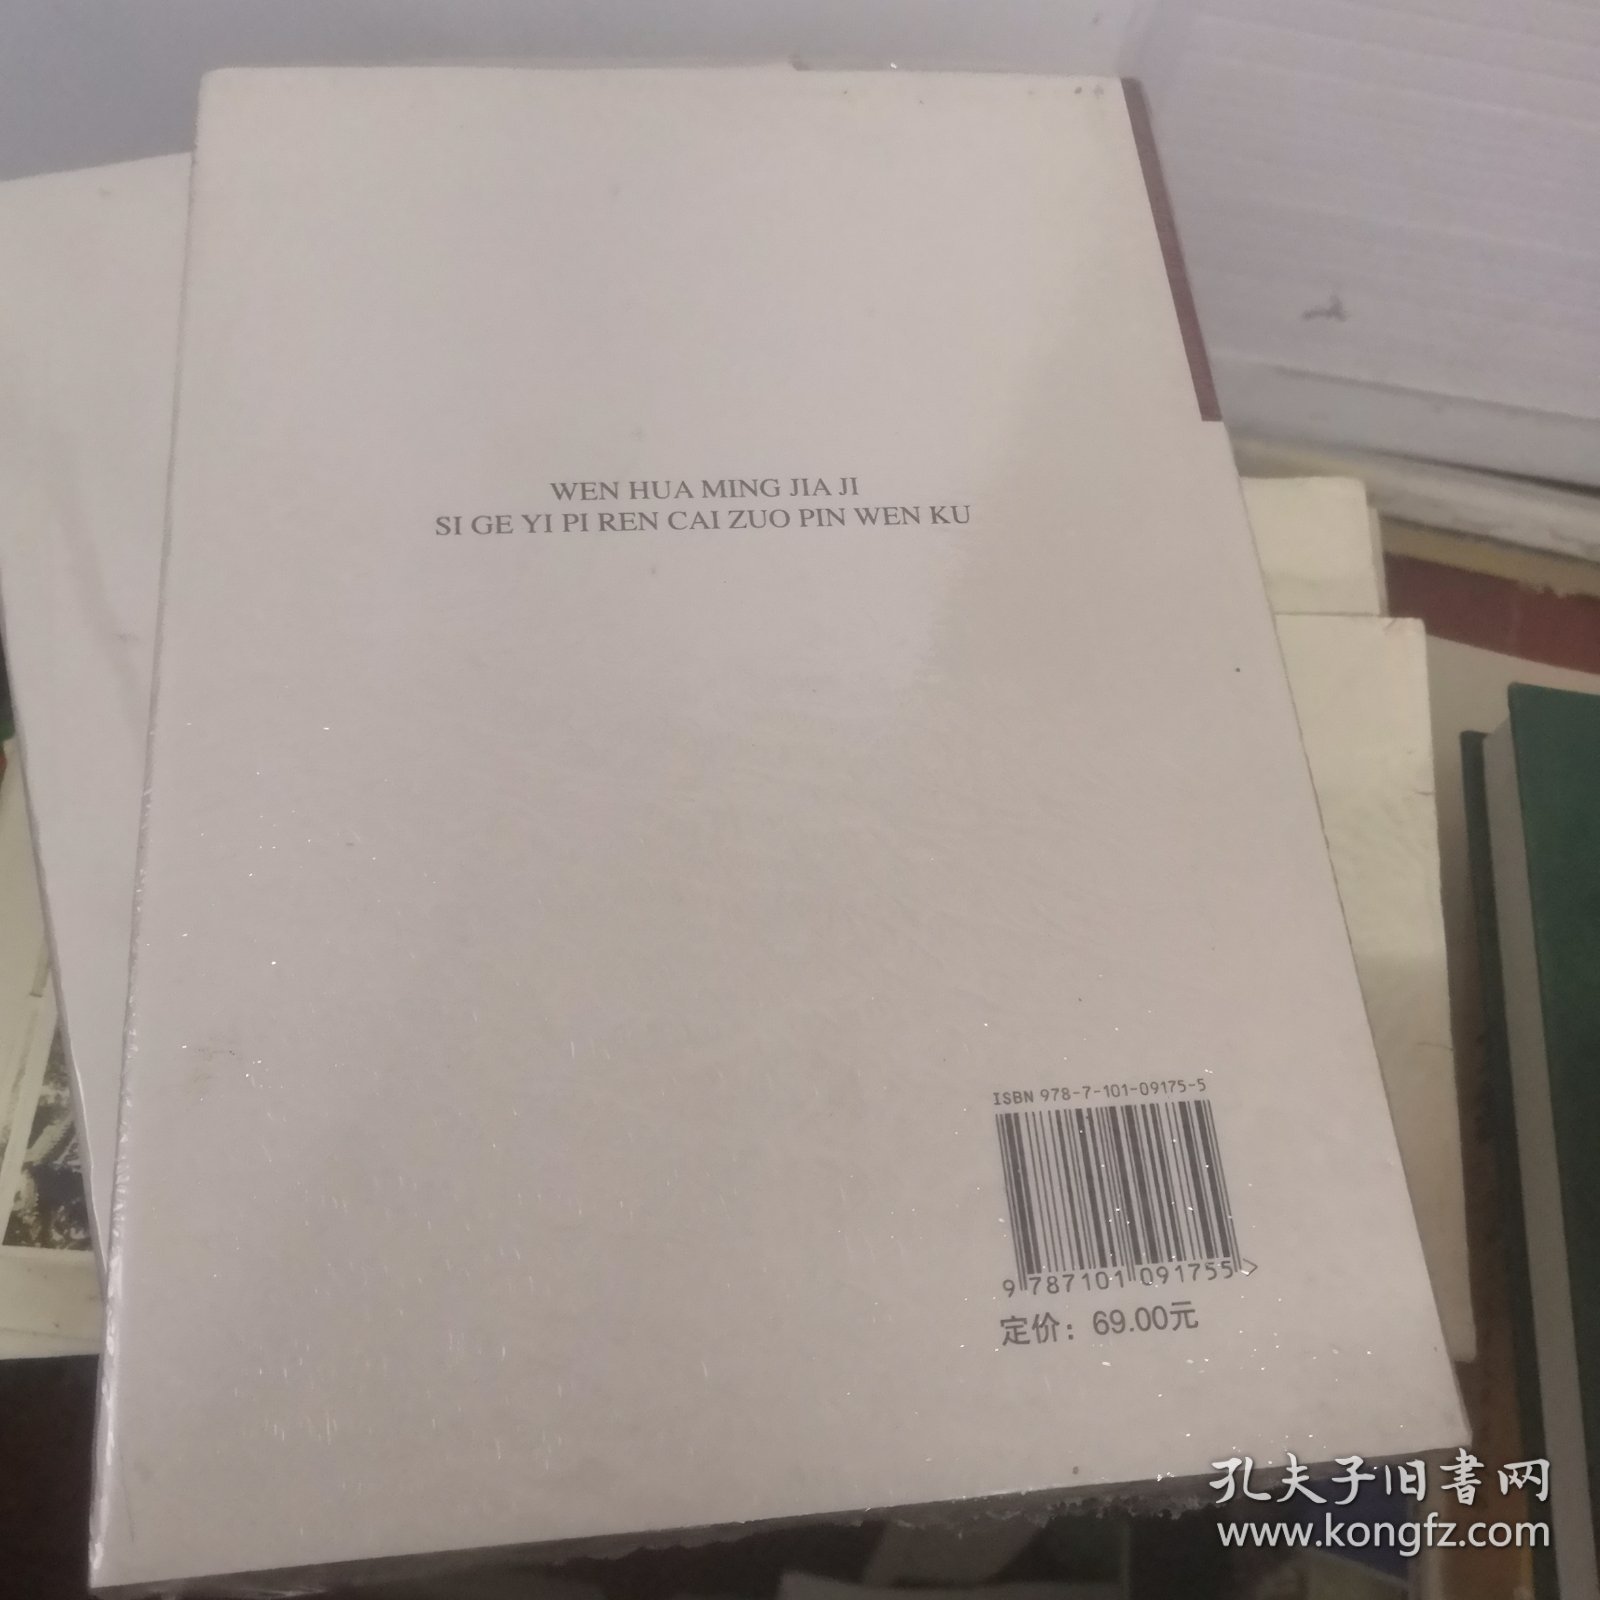 WEN HUA MING JIA JI
SI GE YI PI REN CAI ZUO PIN WEN KU
ISBN 978-7-101-09175-5
9 787101 091755 >
定价：69.00元
孔夫子旧书网
www.kongfz.com